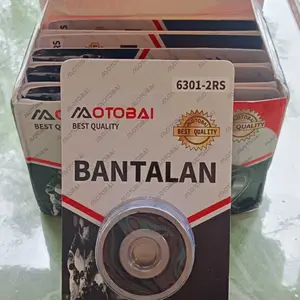 6301-2RS
MOTOBAI
BEST QUALITY
BEST QUALITY
BANTALAN